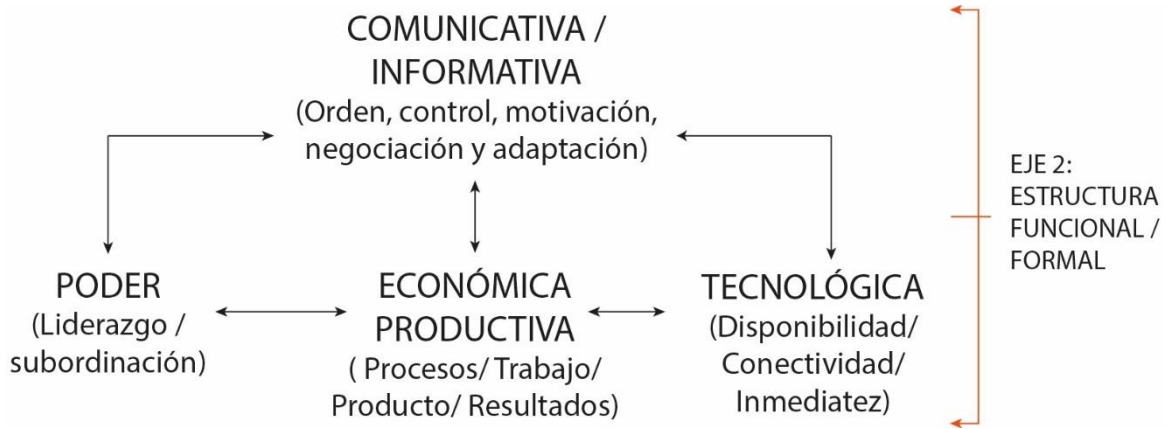 COMUNICATIVA /
INFORMATIVA
(Orden, control, motivación,
negociación y adaptación)
PODER
(Liderazgo /
subordinación)
ECONÓMICA
PRODUCTIVA
( Procesos/ Trabajo/
Producto/ Resultados)
TECNOLÓGICA
(Disponibilidad/
Conectividad/
Inmediatez)
EJE 2:
ESTRUCTURA
FUNCIONAL /
FORMAL